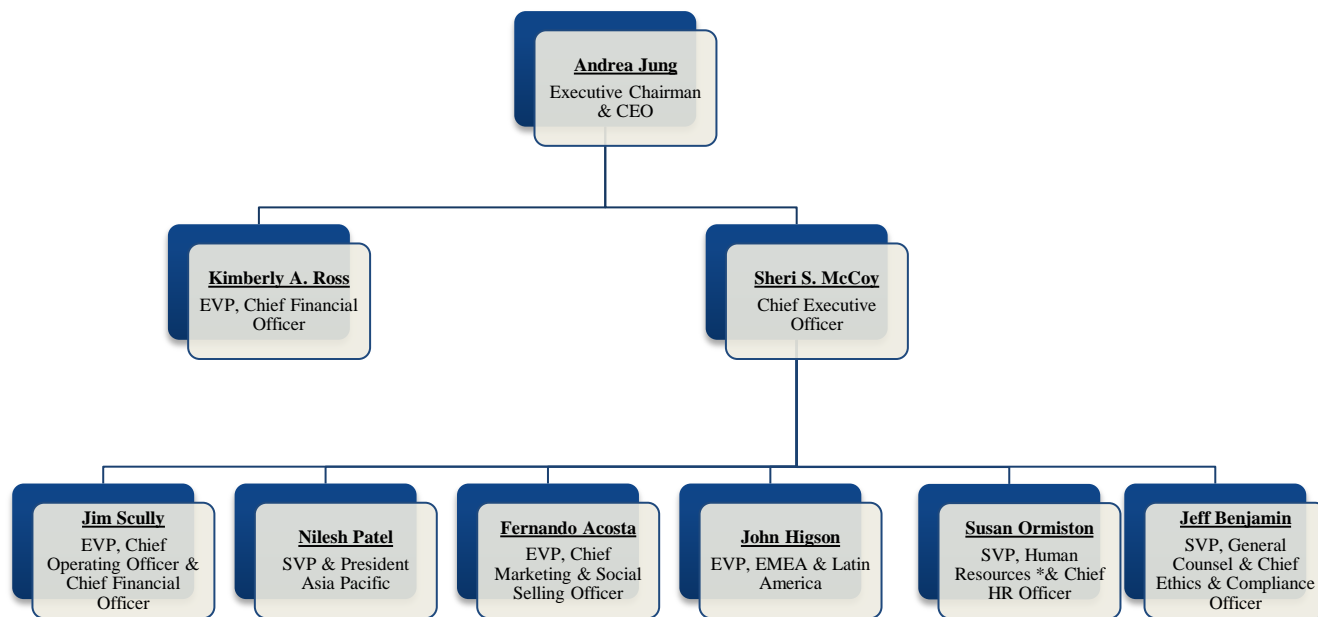 Andrea Jung
Executive Chairman
& CEO
Kimberly A. Ross
EVP, Chief Financial
Officer
Sheri S. McCoy
Chief Executive
Officer
Jim Scully
EVP, Chief
Operating Officer &
Chief Financial
Officer
Nilesh Patel
SVP & President
Asia Pacific
Fernando Acosta
EVP, Chief
Marketing & Social
Selling Officer
John Higson
EVP, EMEA & Latin
America
Susan Ormiston
SVP, Human
Resources *& Chief
HR Officer
Jeff Benjamin
SVP, General
Counsel & Chief
Ethics & Compliance
Officer